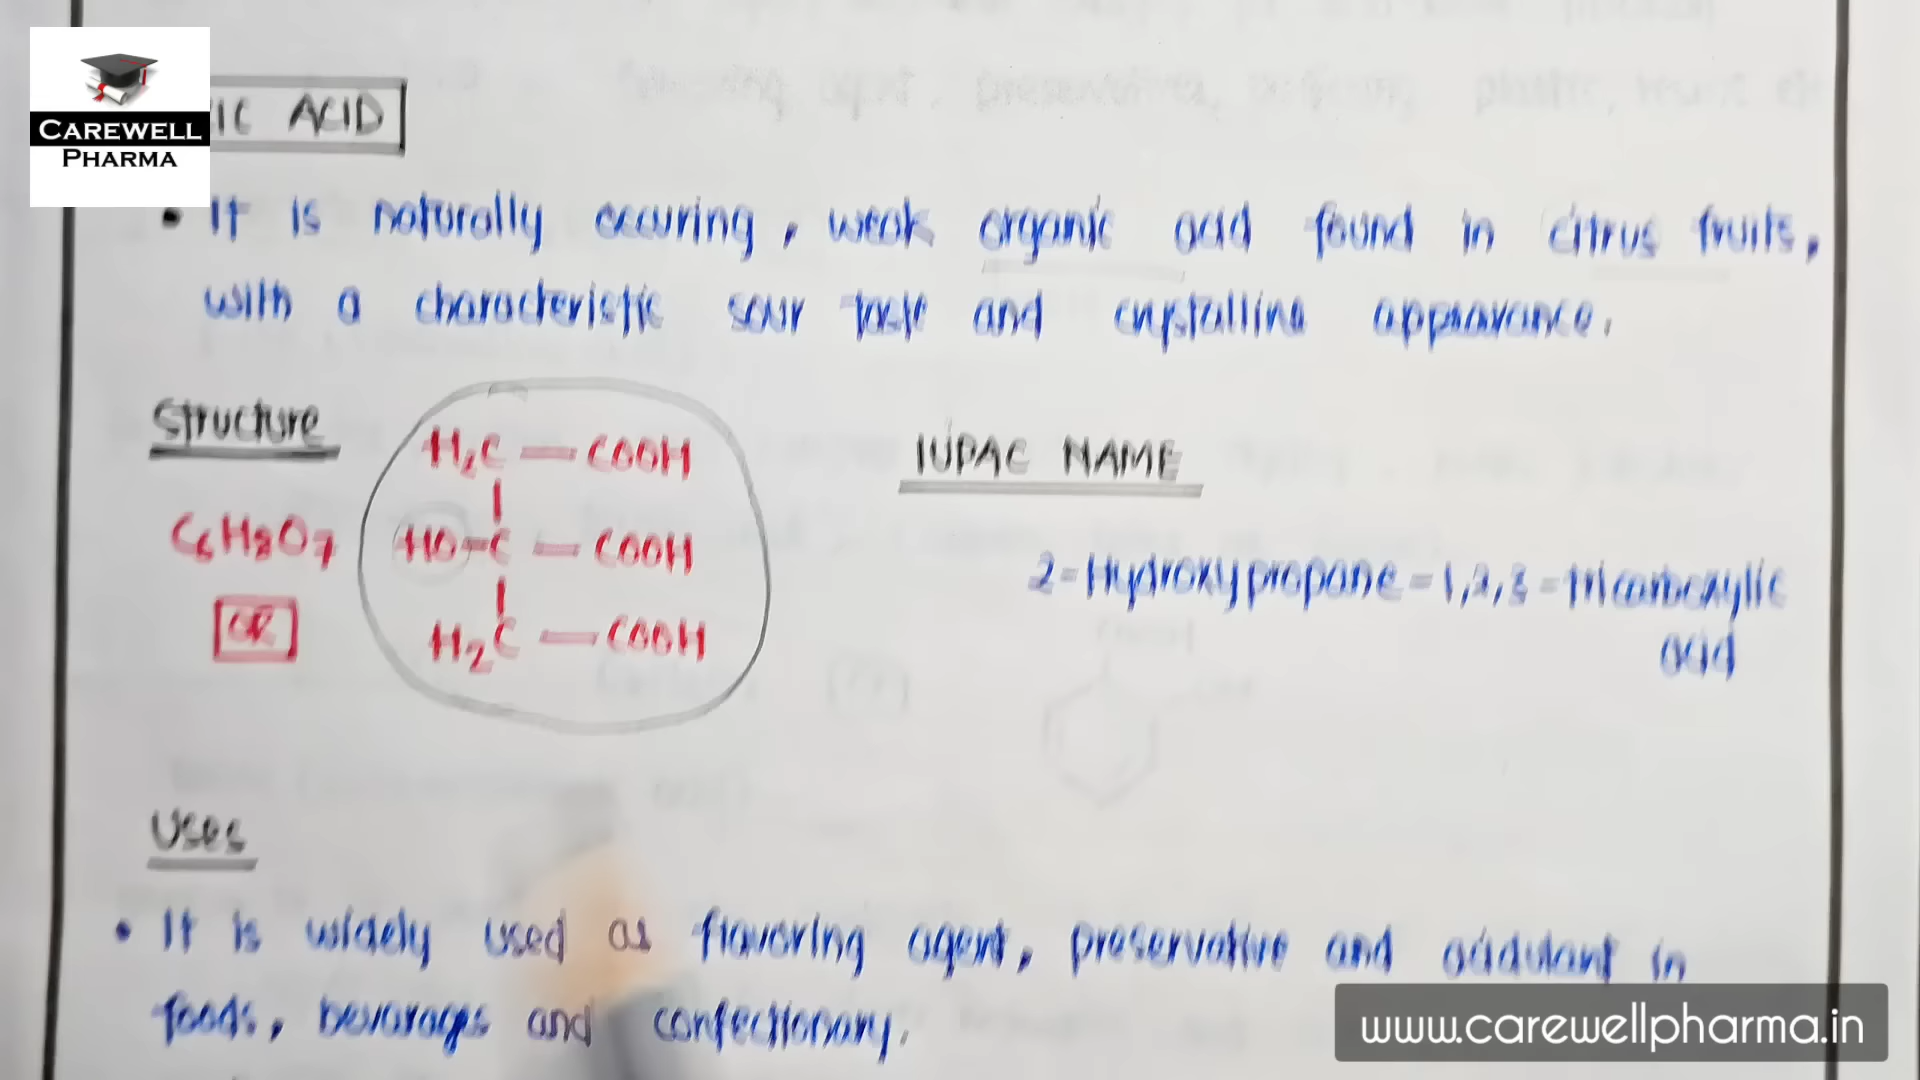 CAREWELL
PHARMA
IC ACID
• It is naturally occuring, weak organic acid found in citrus fruits,
with a characteristic sour taste and crystalline appearance.
Structure
H₂C — COOH
IUPAC NAME
C₆H₈O₇
HO-C — COOH
2-Hydroxypropane-1,2,3-tricarboxylic
acid
OR
H₂C — COOH
Uses
• It is widely used as flavoring agent, preservative and in
foods, beverages and confectionary.
www.carewellpharma.in